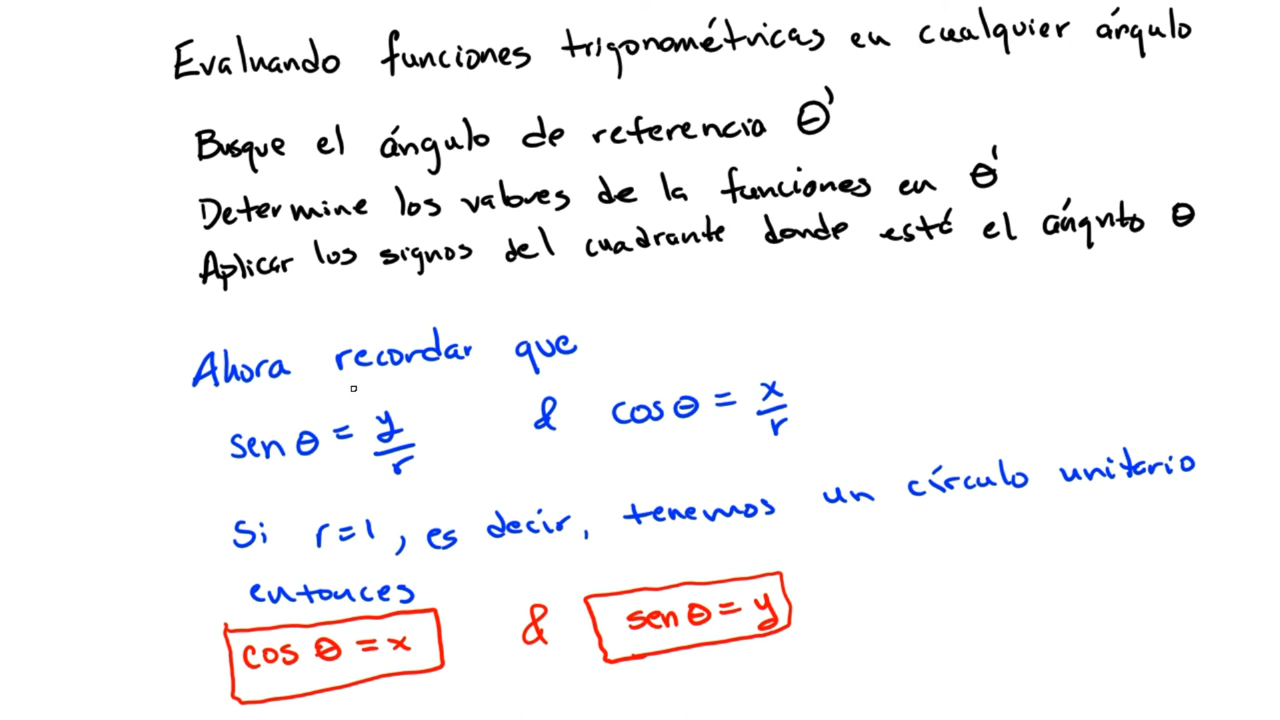 Evaluando funciones trigonométricas en cualquier ángulo
Busque el ángulo de referencia θ'
Determine los valores de la funciones en θ'
Aplicar los signos del cuadrante donde esté el ángulo θ
Ahora recordar que
sen θ = y/r & cos θ = x/r
Si r=1, es decir, tenemos un círculo unitario
entonces
cos θ = x & sen θ = y